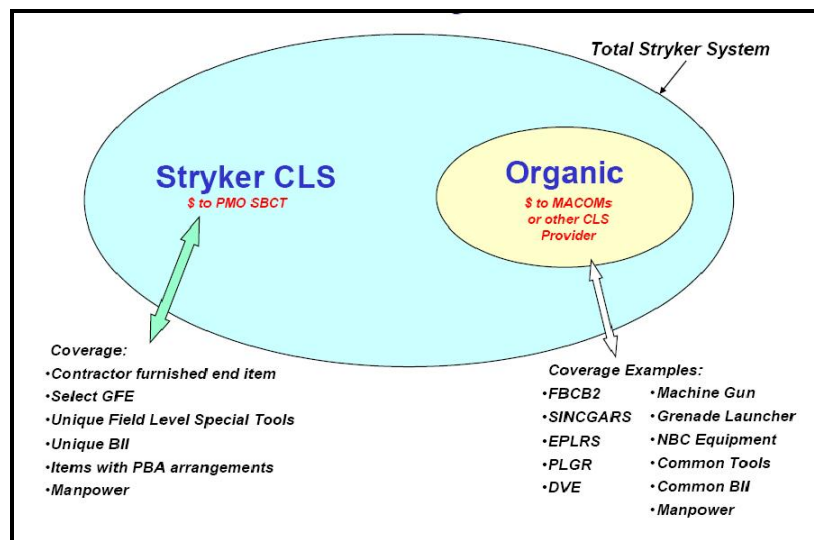 Total Stryker System
Stryker CLS
$ to PMO SBCT
Organic
$ to MACOMs
or other CLS
Provider
Coverage:
•Contractor furnished end item
•Select GFE
•Unique Field Level Special Tools
•Unique BII
•Items with PBA arrangements
•Manpower
Coverage Examples:
•FBCB2
•SINCGARS
•EPLRS
•PLGR
•DVE
•Machine Gun
•Grenade Launcher
•NBC Equipment
•Common Tools
•Common BII
•Manpower